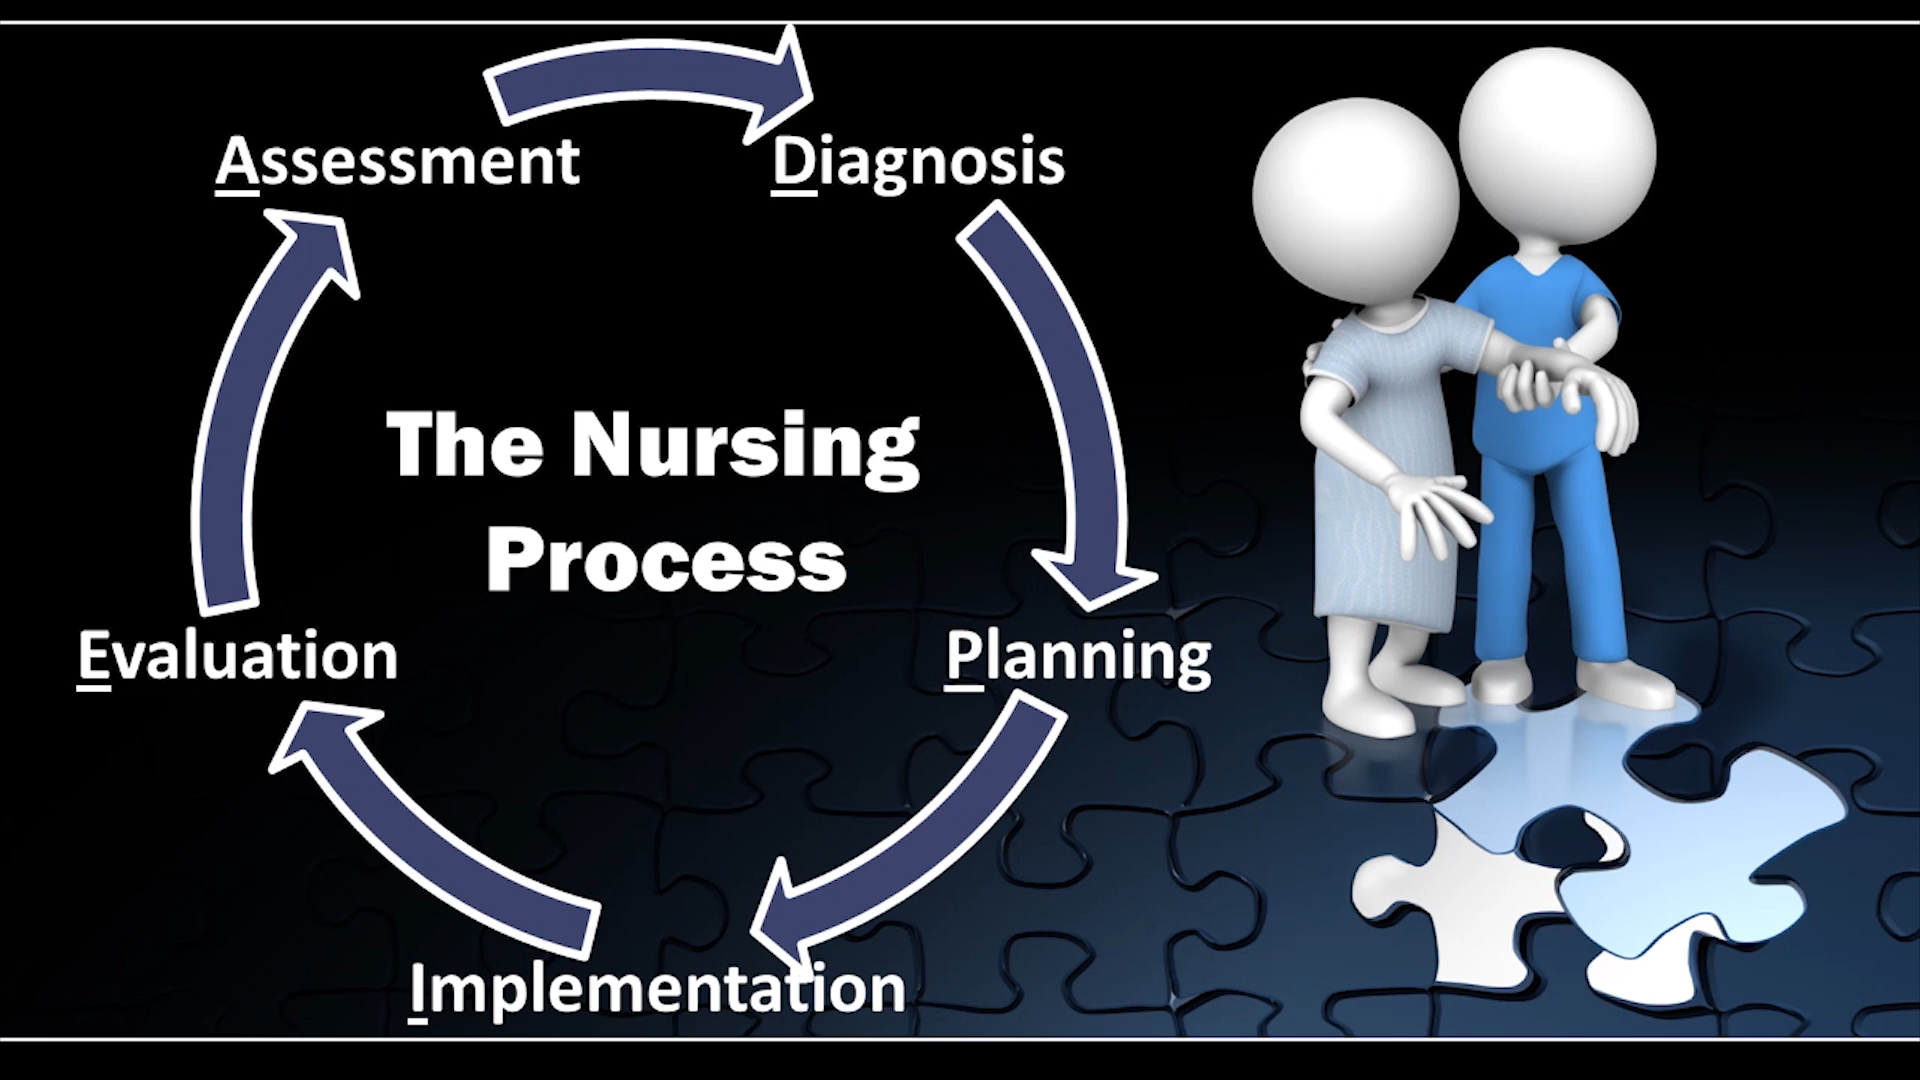 Assessment
Diagnosis
The Nursing
Process
Evaluation
Planning
Implementation